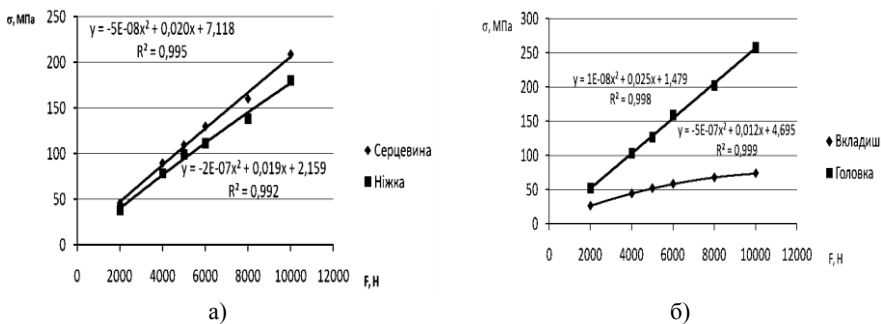 σ, МПа
250
200
150
100
50
0
y = -5E-08x² + 0,020x + 7,118
R² = 0,995
y = -2E-07x² + 0,019x + 2,159
R² = 0,992
0 2000 4000 6000 8000 10000 12000
F, Н
Серцевина
Ніжка
а)
σ, МПа
300
250
200
150
100
50
0
y = 1E-08x² + 0,025x + 1,479
R² = 0,998
y = -5E-07x² + 0,012x + 4,695
R² = 0,999
0 2000 4000 6000 8000 10000 12000
F, Н
Вкладиш
Головка
б)